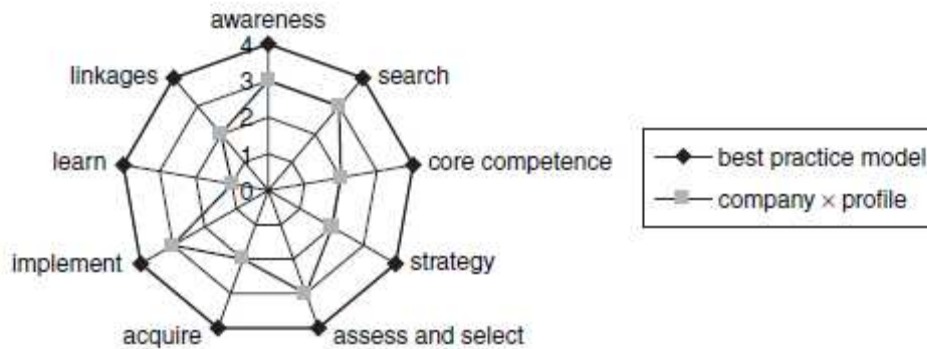 awareness
4
linkages
search
3
2
learn
1
core competence
best practice model
0
company × profile
implement
strategy
acquire
assess and select